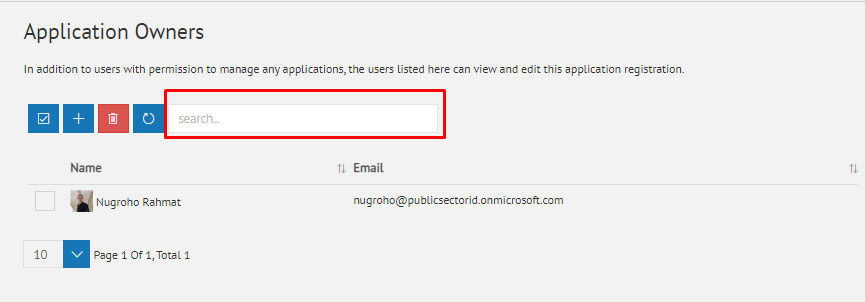 Application Owners
In addition to users with permission to manage any applications, the users listed here can view and edit this application registration.
search..
Name Email
Nugroho Rahmat nugroho@publicsectorid.onmicrosoft.com
10 Page 1 Of 1, Total 1